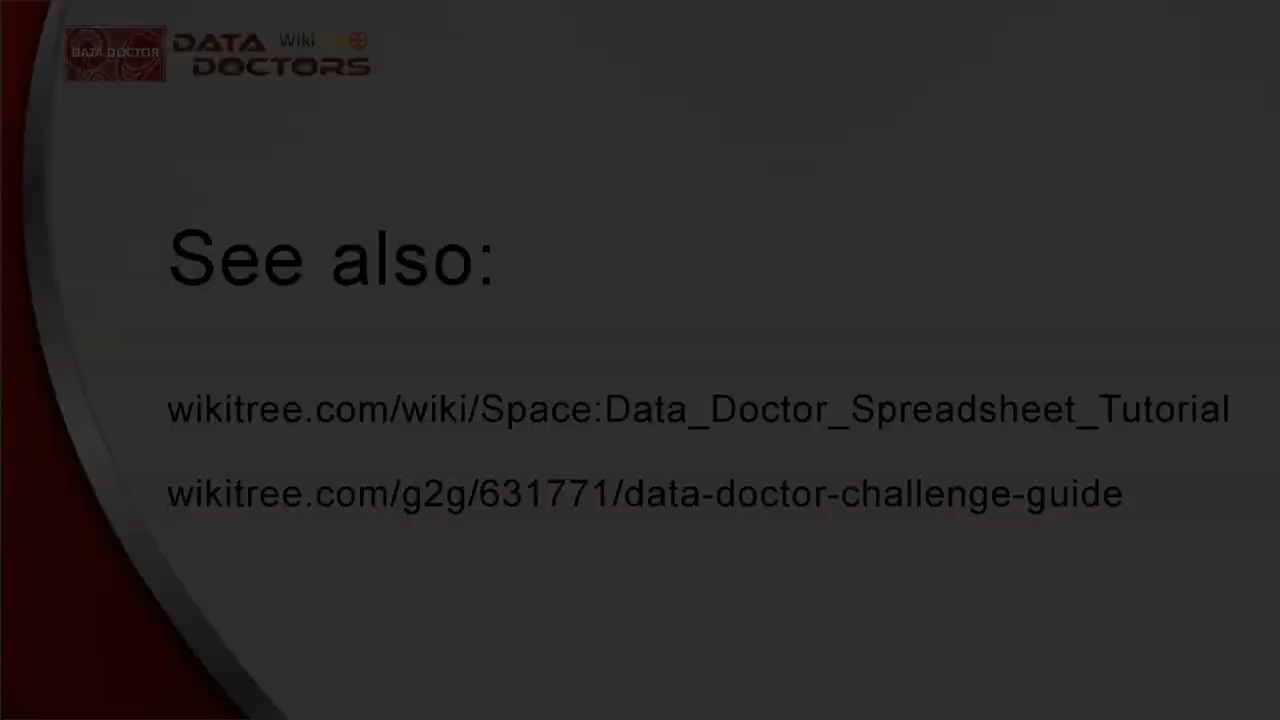 DATA DOCTOR
DATA Wiki
DOCTORS
See also:
wikitree.com/wiki/Space:Data_Doctor_Spreadsheet_Tutorial
wikitree.com/g2g/631771/data-doctor-challenge-guide